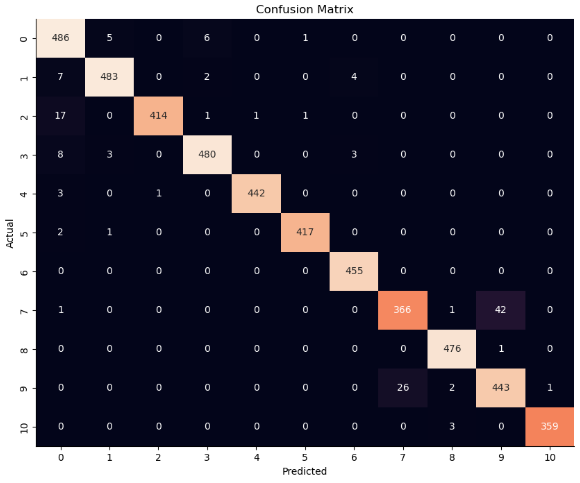 Confusion Matrix
0 486 5 0 6 0 1 0 0 0 0 0
1 7 483 0 2 0 0 4 0 0 0 0
2 17 0 414 1 1 1 0 0 0 0 0
3 8 3 0 480 0 0 3 0 0 0 0
4 3 0 1 0 442 0 0 0 0 0 0
5 2 1 0 0 0 417 0 0 0 0 0
Actual
6 0 0 0 0 0 0 455 0 0 0 0
7 1 0 0 0 0 0 0 366 1 42 0
8 0 0 0 0 0 0 0 0 476 1 0
9 0 0 0 0 0 0 0 26 2 443 1
10 0 0 0 0 0 0 0 0 3 0 359
0 1 2 3 4 5 6 7 8 9 10
Predicted